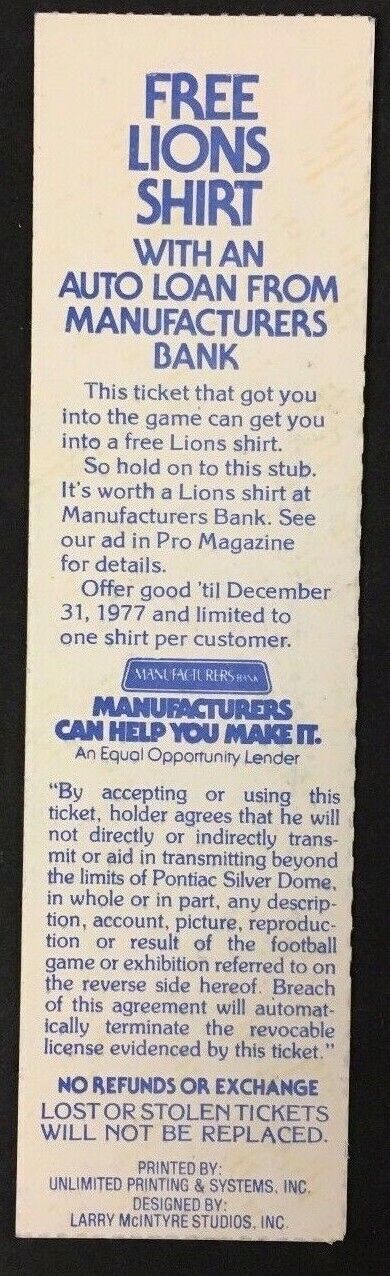 FREE
LIONS
SHIRT
WITH AN
AUTO LOAN FROM
MANUFACTURERS
BANK
This ticket that got you
into the game can get you
into a free Lions shirt.
So hold on to this stub.
It's worth a Lions shirt at
Manufacturers Bank. See
our ad in Pro Magazine
for details.
Offer good 'til December
31, 1977 and limited to
one shirt per customer.
MANUFACTURERS BANK
MANUFACTURERS
CAN HELP YOU MAKE IT.
An Equal Opportunity Lender
"By accepting or using this
ticket, holder agrees that he will
not directly or indirectly trans-
mit or aid in transmitting beyond
the limits of Pontiac Silver Dome,
in whole or in part, any descrip-
tion, account, picture, reproduc-
tion or result of the football
game or exhibition referred to on
the reverse side hereof. Breach
of this agreement will automat-
ically terminate the revocable
license evidenced by this ticket."
NO REFUNDS OR EXCHANGE
LOST OR STOLEN TICKETS
WILL NOT BE REPLACED.
PRINTED BY:
UNLIMITED PRINTING & SYSTEMS, INC.
DESIGNED BY:
LARRY McINTYRE STUDIOS, INC.